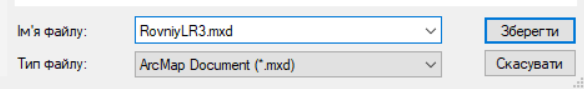 Ім'я файлу: RovniyLR3.mxd Зберегти
Тип файлу: ArcMap Document (*.mxd) Скасувати